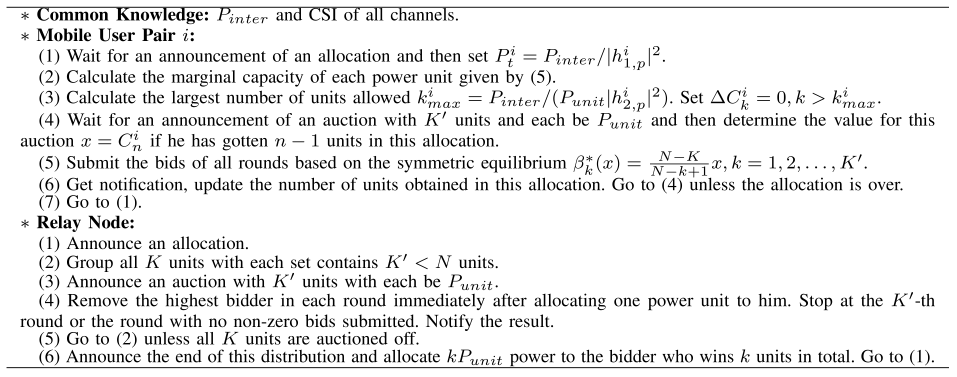 ∗ Common Knowledge: P_{inter} and CSI of all channels.
∗ Mobile User Pair i:
(1) Wait for an announcement of an allocation and then set P_t^i = P_{inter}/|h_{1,p}^i|^2.
(2) Calculate the marginal capacity of each power unit given by (5).
(3) Calculate the largest number of units allowed k_{max}^i = P_{inter}/(P_{unit}|h_{2,p}^i|^2). Set ΔC_k^i = 0, k > k_{max}^i.
(4) Wait for an announcement of an auction with K′ units and each be P_{unit} and then determine the value for this
auction x = C_n^i if he has gotten n − 1 units in this allocation.
(5) Submit the bids of all rounds based on the symmetric equilibrium β_k^*(x) = \frac{N−K}{N−k+1}x, k = 1, 2, . . . , K′.
(6) Get notification, update the number of units obtained in this allocation. Go to (4) unless the allocation is over.
(7) Go to (1).
∗ Relay Node:
(1) Announce an allocation.
(2) Group all K units with each set contains K′ < N units.
(3) Announce an auction with K′ units with each be P_{unit}.
(4) Remove the highest bidder in each round immediately after allocating one power unit to him. Stop at the K′-th
round or the round with no non-zero bids submitted. Notify the result.
(5) Go to (2) unless all K units are auctioned off.
(6) Announce the end of this distribution and allocate kP_{unit} power to the bidder who wins k units in total. Go to (1).